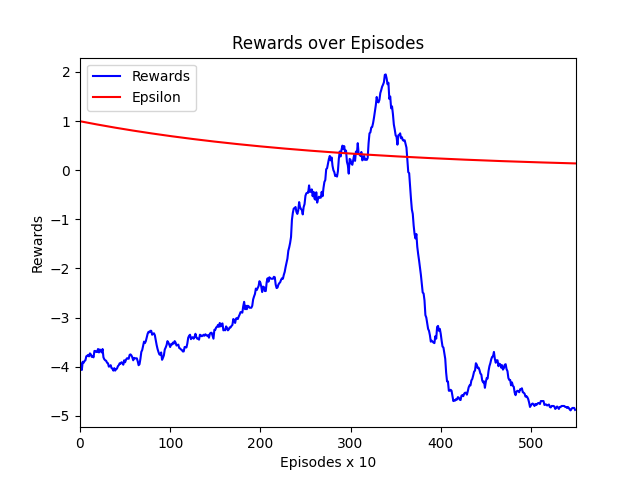 Rewards over Episodes
Rewards
Epsilon
2
1
0
−1
−2
−3
−4
−5
Rewards
0 100 200 300 400 500
Episodes x 10